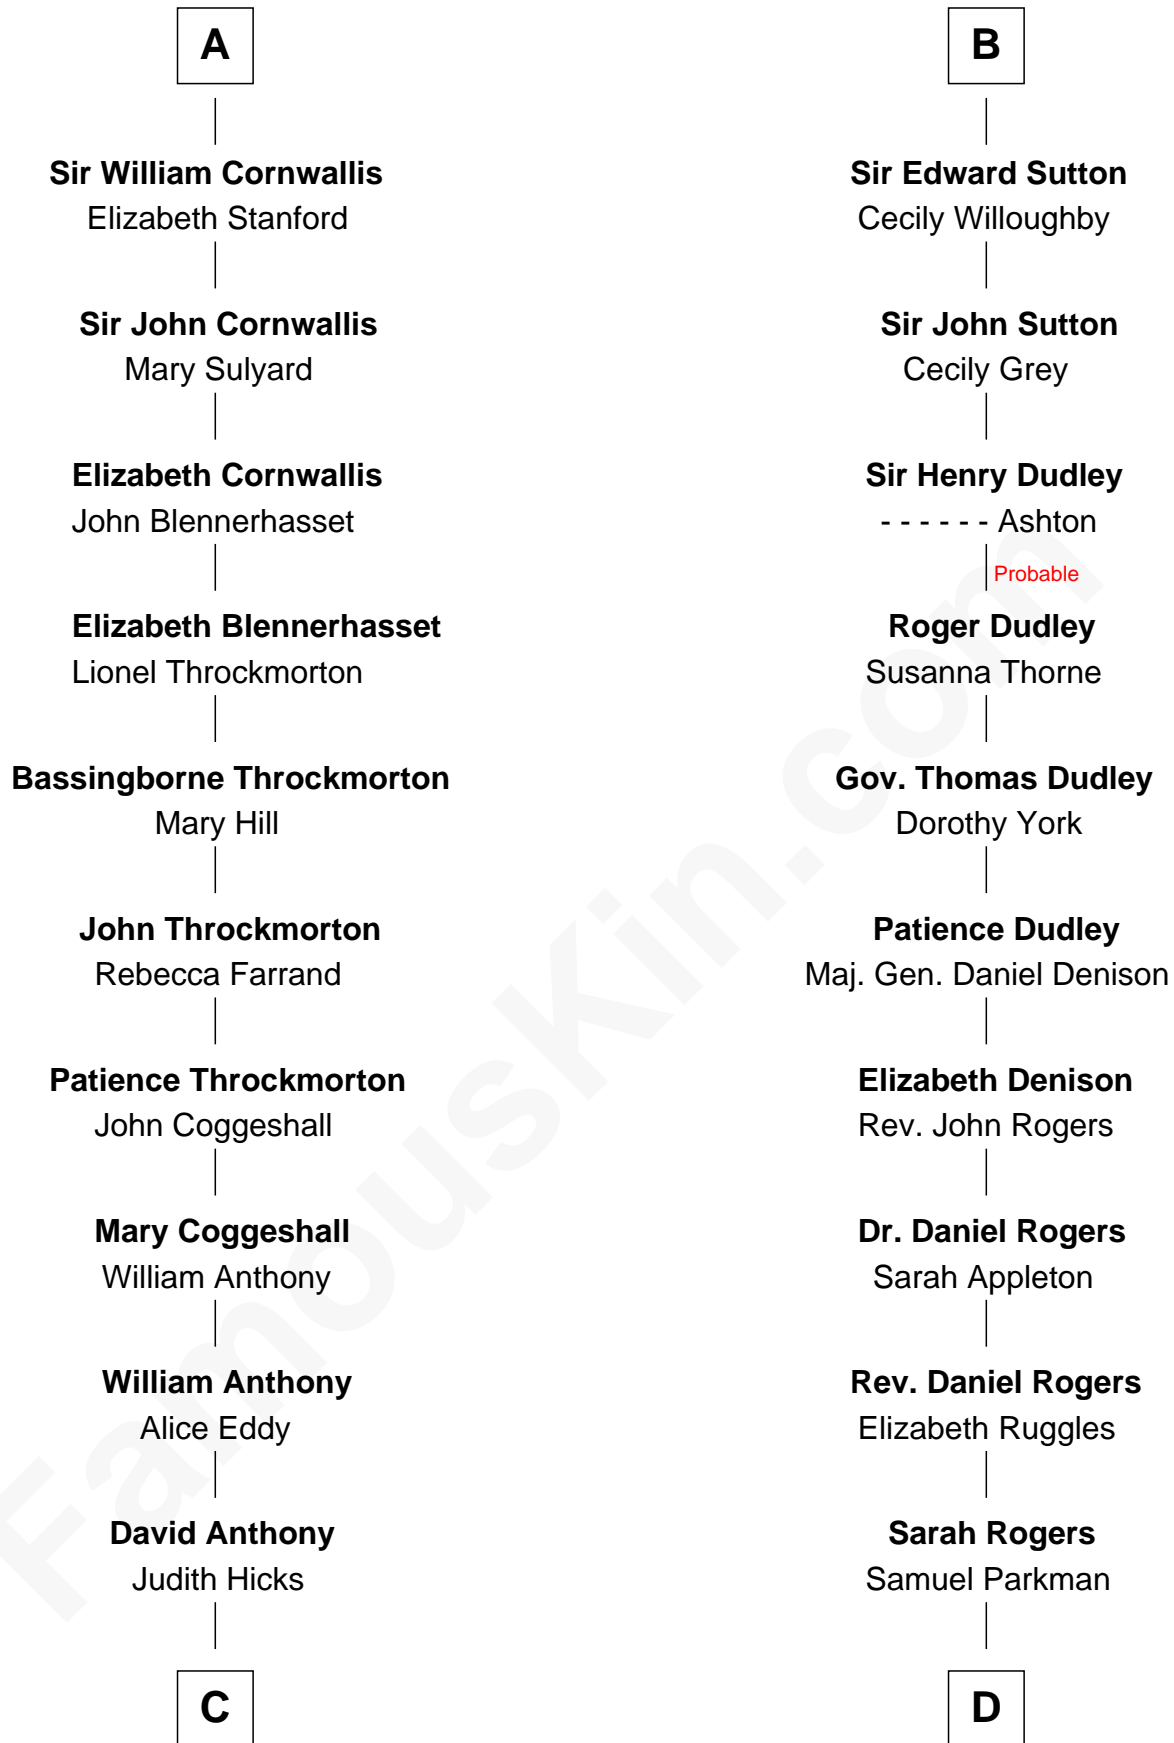 A
Sir William Cornwallis
Elizabeth Stanford
Sir John Cornwallis
Mary Sulyard
Elizabeth Cornwallis
John Blennerhasset
Elizabeth Blennerhasset
Lionel Throckmorton
Bassingborne Throckmorton
Mary Hill
John Throckmorton
Rebecca Farrand
Patience Throckmorton
John Coggeshall
Mary Coggeshall
William Anthony
William Anthony
Alice Eddy
David Anthony
Judith Hicks
C
B
Sir Edward Sutton
Cecily Willoughby
Sir John Sutton
Cecily Grey
Sir Henry Dudley
- - - - - - Ashton
Probable
Roger Dudley
Susanna Thorne
Gov. Thomas Dudley
Dorothy York
Patience Dudley
Maj. Gen. Daniel Denison
Elizabeth Denison
Rev. John Rogers
Dr. Daniel Rogers
Sarah Appleton
Rev. Daniel Rogers
Elizabeth Ruggles
Sarah Rogers
Samuel Parkman
D
FamousKin.com